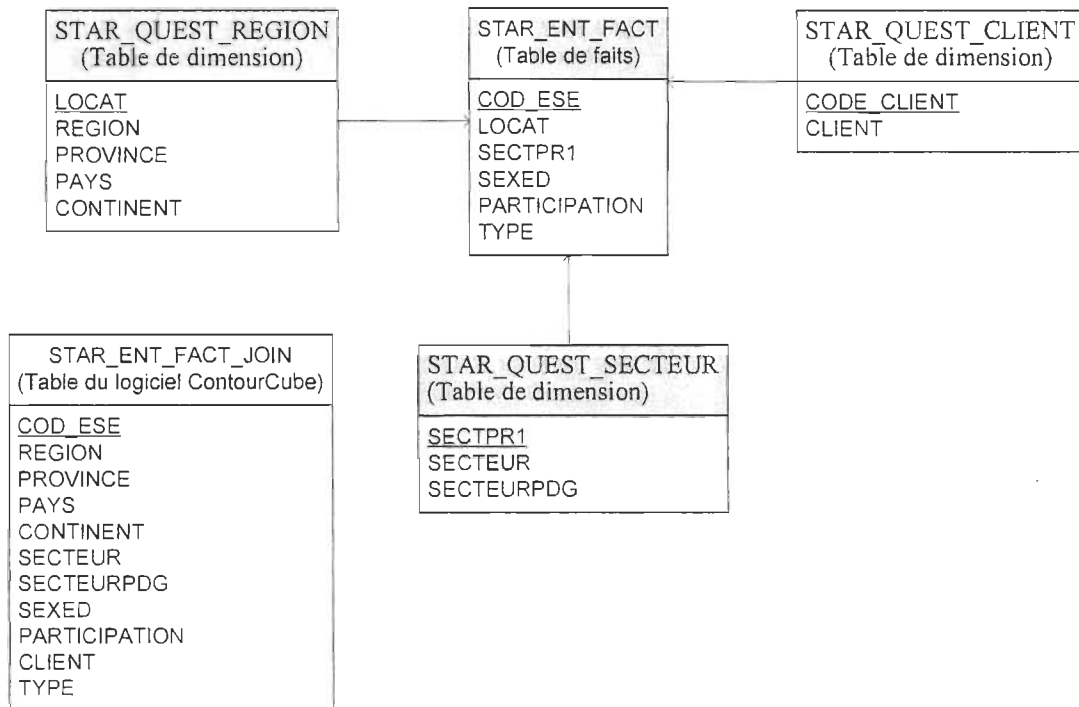 STAR_QUEST_REGION
(Table de dimension)
LOCAT
REGION
PROVINCE
PAYS
CONTINENT
STAR_ENT_FACT
(Table de faits)
COD_ESE
LOCAT
SECTPR1
SEXED
PARTICIPATION
TYPE
STAR_QUEST_CLIENT
(Table de dimension)
CODE_CLIENT
CLIENT
STAR_ENT_FACT_JOIN
(Table du logiciel ContourCube)
COD_ESE
REGION
PROVINCE
PAYS
CONTINENT
SECTEUR
SECTEURPDG
SEXED
PARTICIPATION
CLIENT
TYPE
STAR_QUEST_SECTEUR
(Table de dimension)
SECTPR1
SECTEUR
SECTEURPDG